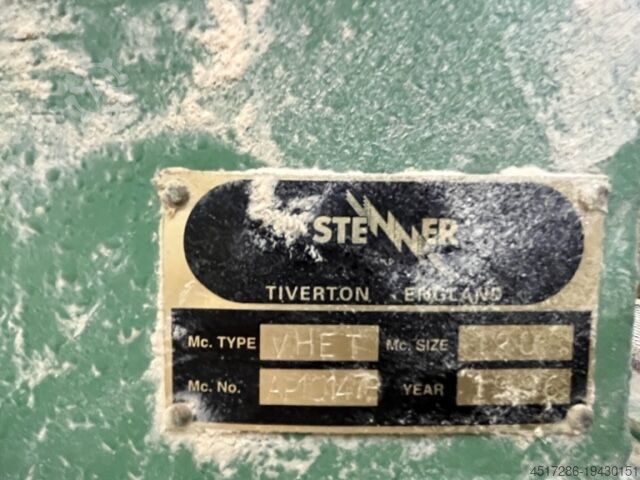 STENNER
TIVERTON ENGLAND
Mc. TYPE VHET Mc. SIZE
Mc. No. YEAR
4517286-19430151